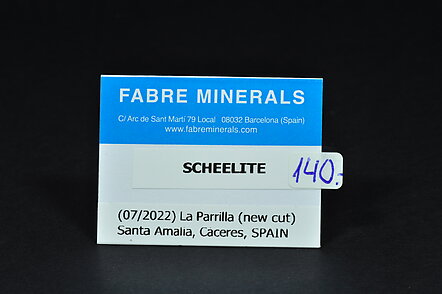 FABRE MINERALS
C/ Arc de Sant Martí 79 Local 08032 Barcelona (Spain)
www.fabreminerals.com
SCHEELITE
140.-
(07/2022) La Parrilla (new cut)
Santa Amalia, Caceres, SPAIN